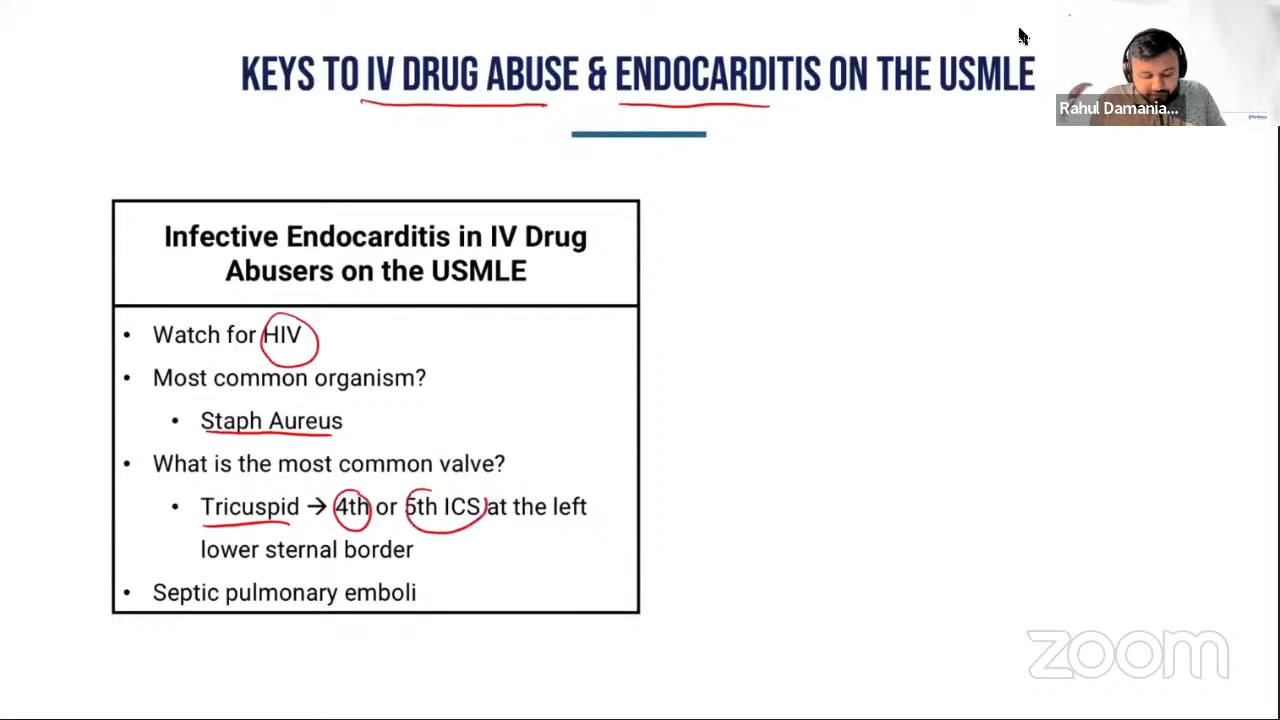 KEYS TO IV DRUG ABUSE & ENDOCARDITIS ON THE USMLE
Rahul Damania...
Infective Endocarditis in IV Drug
Abusers on the USMLE
• Watch for HIV
• Most common organism?
• Staph Aureus
• What is the most common valve?
• Tricuspid → 4th or 5th ICS at the left
lower sternal border
• Septic pulmonary emboli
zoom